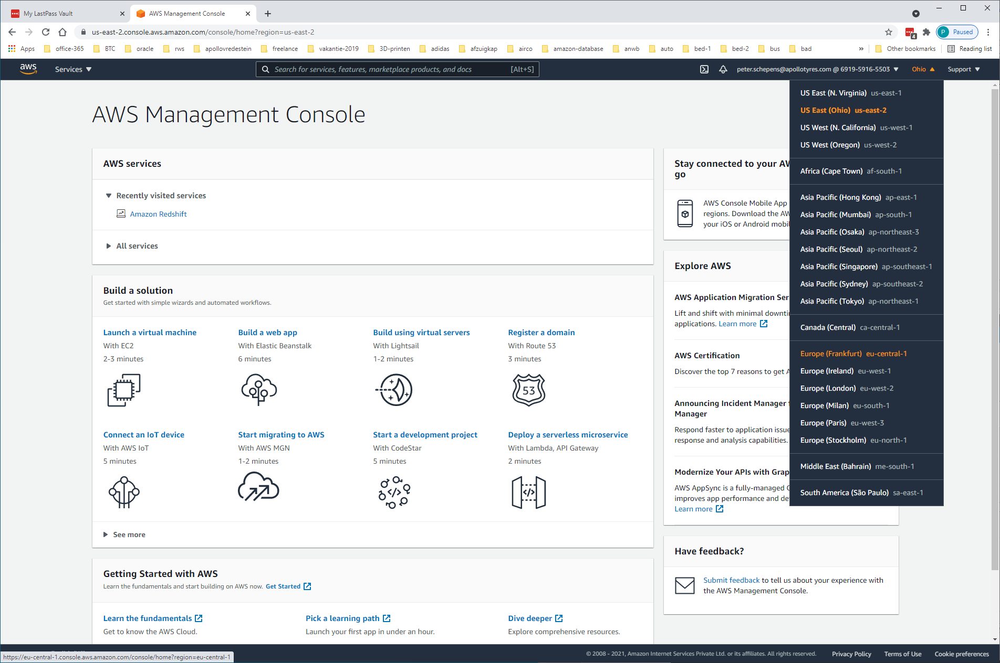 My LastPass Vault
AWS Management Console
us-east-2.console.aws.amazon.com/console/home?region=us-east-2
4
P Paused
Apps office-365 BTC oracle rws apollovredestein freelance vakantie-2019 3D-printen adidas afzuigkap airco amazon-database anwb auto bed-1 bed-2 bus bad » Other bookmarks Reading list
aws Services Search for services, features, marketplace products, and docs [Alt+S] peter.schepens@apollotyres.com @ 6919-5916-5503 Ohio Support
US East (N. Virginia) us-east-1
US East (Ohio) us-east-2
US West (N. California) us-west-1
US West (Oregon) us-west-2
Africa (Cape Town) af-south-1
Asia Pacific (Hong Kong) ap-east-1
Asia Pacific (Mumbai) ap-south-1
Asia Pacific (Osaka) ap-northeast-3
Asia Pacific (Seoul) ap-northeast-2
Asia Pacific (Singapore) ap-southeast-1
Asia Pacific (Sydney) ap-southeast-2
Asia Pacific (Tokyo) ap-northeast-1
Canada (Central) ca-central-1
Europe (Frankfurt) eu-central-1
Europe (Ireland) eu-west-1
Europe (London) eu-west-2
Europe (Milan) eu-south-1
Europe (Paris) eu-west-3
Europe (Stockholm) eu-north-1
Middle East (Bahrain) me-south-1
South America (São Paulo) sa-east-1
AWS Management Console
AWS services
Recently visited services
Amazon Redshift
All services
Build a solution
Get started with simple wizards and automated workflows.
Launch a virtual machine
With EC2
2-3 minutes
Build a web app
With Elastic Beanstalk
6 minutes
Build using virtual servers
With Lightsail
1-2 minutes
Register a domain
With Route 53
3 minutes
53
Connect an IoT device
With AWS IoT
5 minutes
Start migrating to AWS
With AWS MGN
1-2 minutes
Start a development project
With CodeStar
5 minutes
Deploy a serverless microservice
With Lambda, API Gateway
2 minutes
</>
</>
See more
Getting Started with AWS
Learn the fundamentals and start building on AWS now. Get Started
Learn the fundamentals
Get to know the AWS Cloud.
Pick a learning path
Launch your first app in under an hour.
Dive deeper
Explore comprehensive resources.
Stay connected to your AW
go
AWS Console Mobile App
regions. Download the AW
your iOS or Android mobil
Explore AWS
AWS Application Migration Ser
Lift and shift with minimal downti
applications. Learn more
AWS Certification
Discover the top 7 reasons to get A
Announcing Incident Manager
Manager
Respond faster to application issue
response and analysis capabilities.
Modernize Your APIs with Grap
AWS AppSync is a fully-managed
improves app performance and de
Learn more
Have feedback?
Submit feedback to tell us about your experience with
the AWS Management Console.
https://eu-central-1.console.aws.amazon.com/console/home?region=eu-central-1
© 2008 - 2021, Amazon Internet Services Private Ltd. or its affiliates. All rights reserved. Privacy Policy Terms of Use Cookie preferences